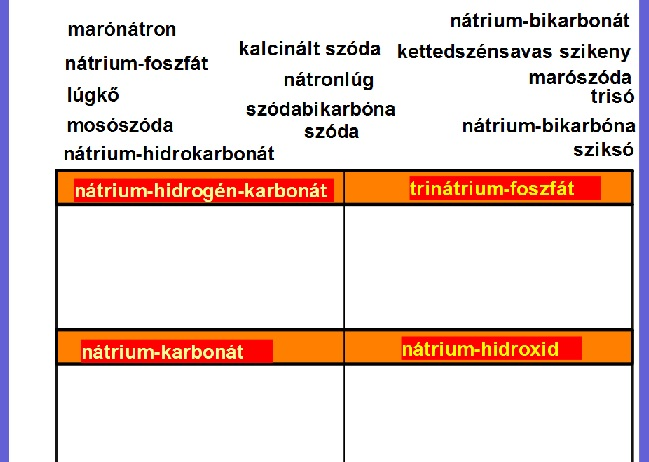 marónátron
nátrium-bikarbonát
kalcinált szóda
kettedszénsavas szikeny
nátrium-foszfát
nátronlúg
marószóda
lúgkő
trisó
szódabikarbóna
mosószóda
szóda
nátrium-bikarbóna
nátrium-hidrokarbonát
sziksó
nátrium-hidrogén-karbonát
trinátrium-foszfát
nátrium-karbonát
nátrium-hidroxid